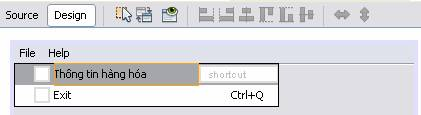 Source Design
File Help
Thông tin hàng hóa shortcut
Exit Ctrl+Q